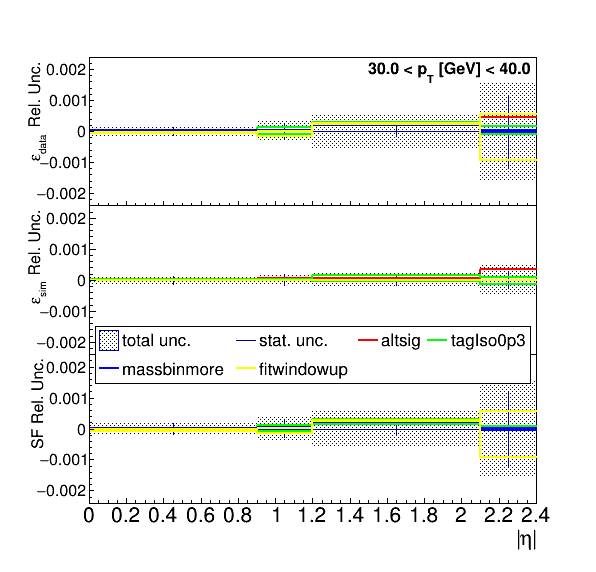 30.0 < p_T [GeV] < 40.0
ε_data Rel. Unc.
0.002
0.001
0
−0.001
−0.002
ε_sim Rel. Unc.
0.002
0.001
0
−0.001
−0.002
total unc. stat. unc. altsig tagIso0p3
massbinmore fitwindowup
SF Rel. Unc.
0.002
0.001
0
−0.001
−0.002
0 0.2 0.4 0.6 0.8 1 1.2 1.4 1.6 1.8 2 2.2 2.4
|η|